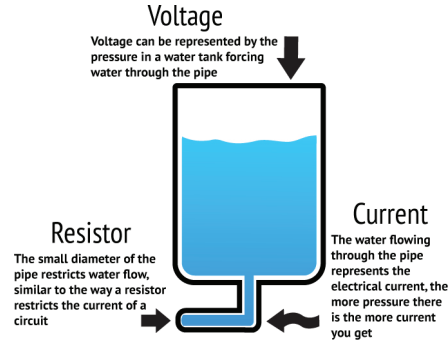 Voltage
Voltage can be represented by the
pressure in a water tank forcing
water through the pipe
Resistor
The small diameter of the
pipe restricts water flow,
similar to the way a resistor
restricts the current of a
circuit
Current
The water flowing
through the pipe
represents the
electrical current, the
more pressure there
is the more current
you get